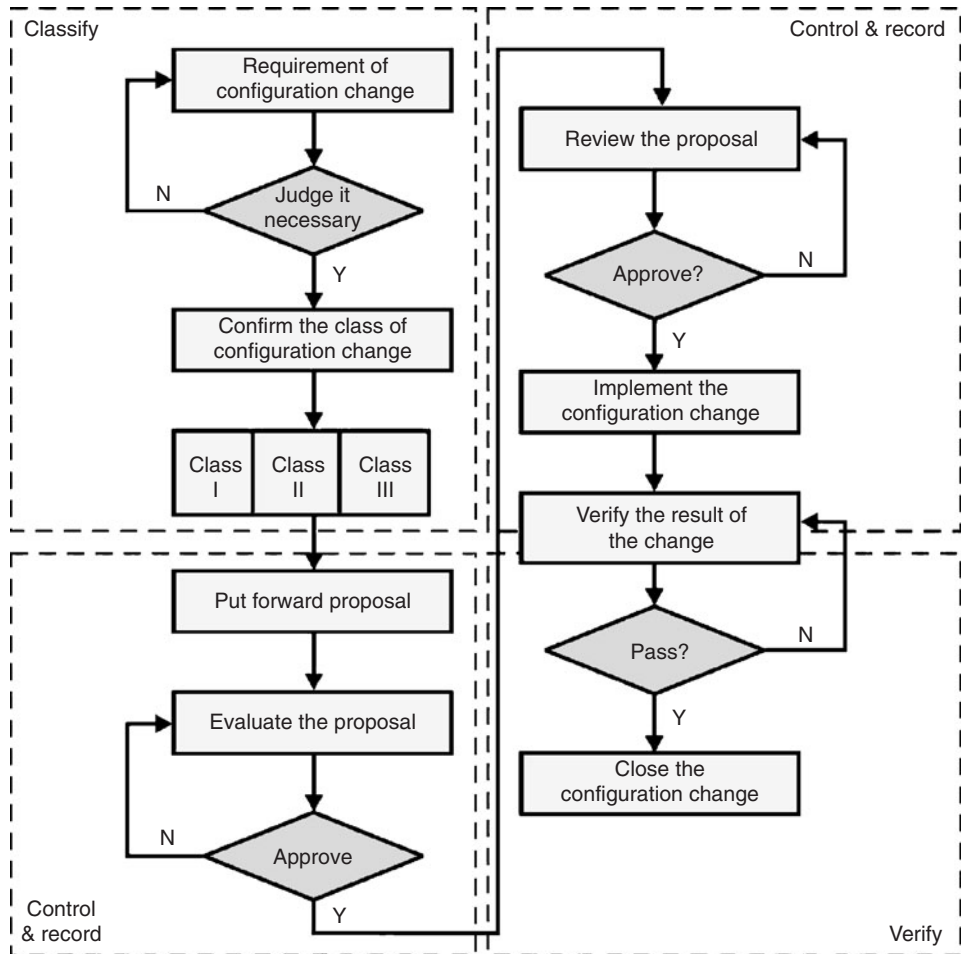 Classify
Requirement of
configuration change
N
Judge it
necessary
Y
Confirm the class of
configuration change
Class
I
Class
II
Class
III
Put forward proposal
Evaluate the proposal
N
Approve
Y
Control
& record
Control & record
Review the proposal
Approve?
N
Y
Implement the
configuration change
Verify the result of
the change
Pass?
N
Y
Close the
configuration change
Verify